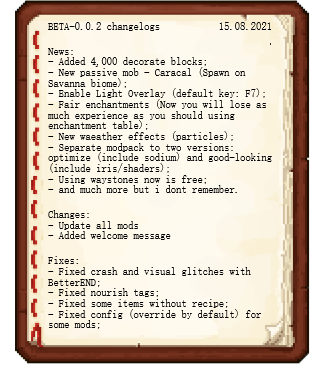 BETA-0.0.2 changelogs 15.08.2021
.
News:
- Added 4,000 decorate blocks;
- New passive mob - Caracal (Spawn on
Savanna biome);
- Enable Light Overlay (default key: F7);
- Fair enchantments (Now you will lose as
much experience as you should using
enchantment table);
- New waeather effects (particles);
- Separate modpack to two versions:
optimize (include sodium) and good-looking
(include iris/shaders);
- Using waystones now is free;
- and much more but i dont remember.
Changes:
- Update all mods
- Added welcome message
Fixes:
- Fixed crash and visual glitches with
BetterEND;
- Fixed nourish tags;
- Fixed some items without recipe;
- Fixed config (override by default) for
some mods;